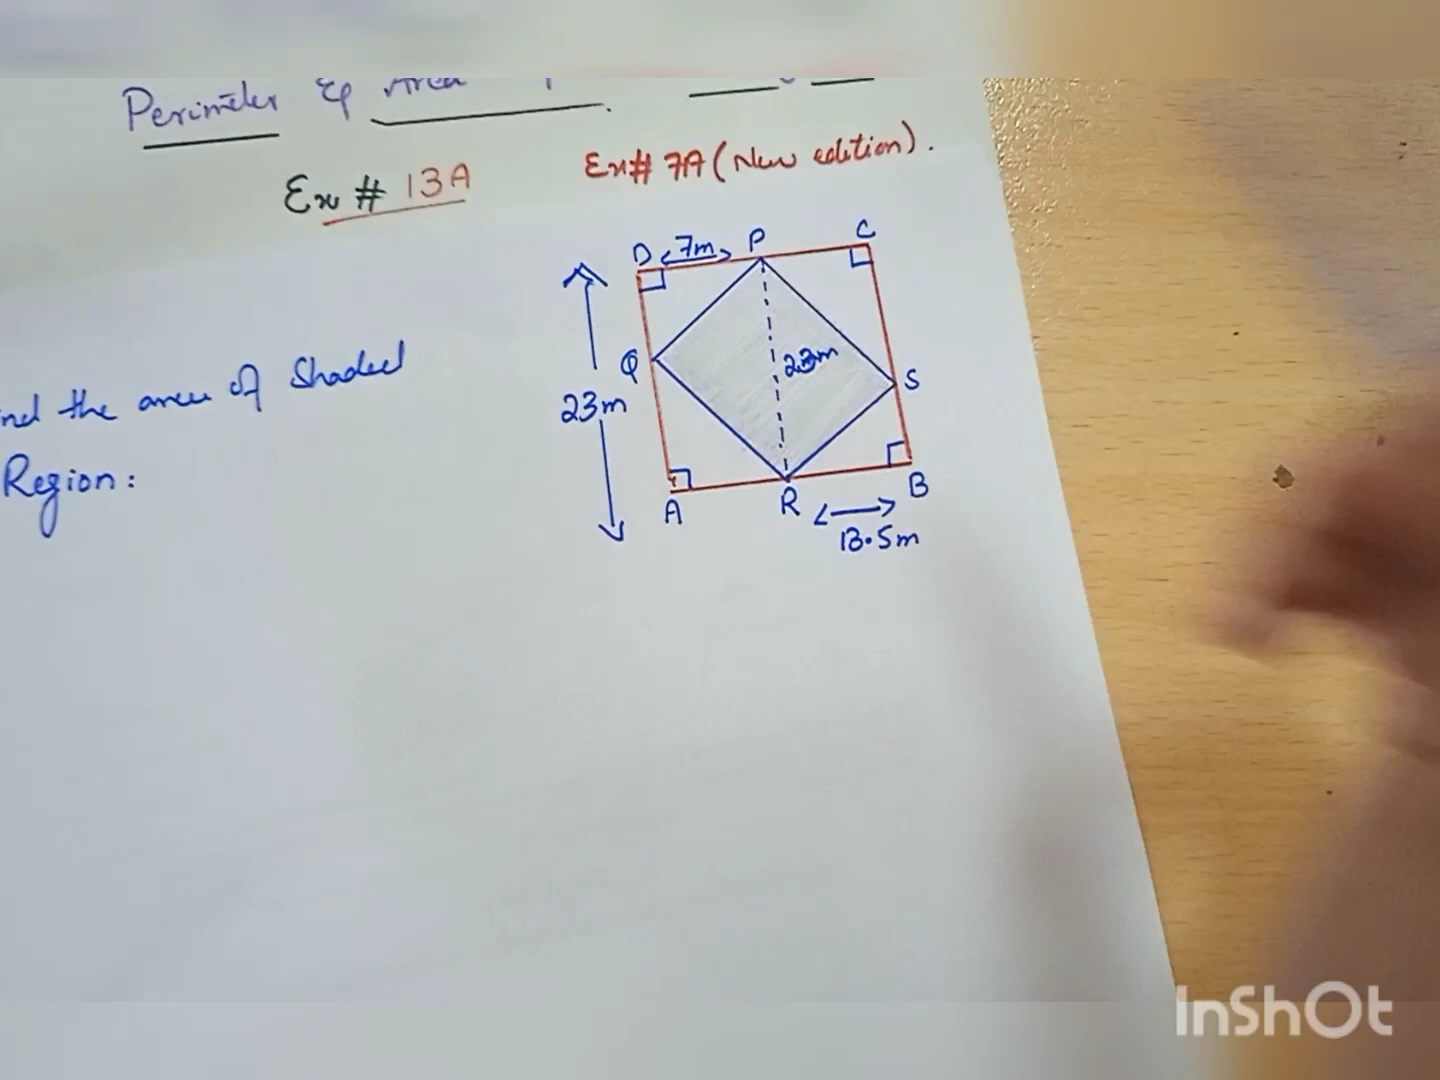 Perimeter & Area
Ex # 13A Ex# 7A (New edition).
D 7m P C
Q 23m S
23m
A R B
13.5m
the area of Shaded
Region:
InShOt